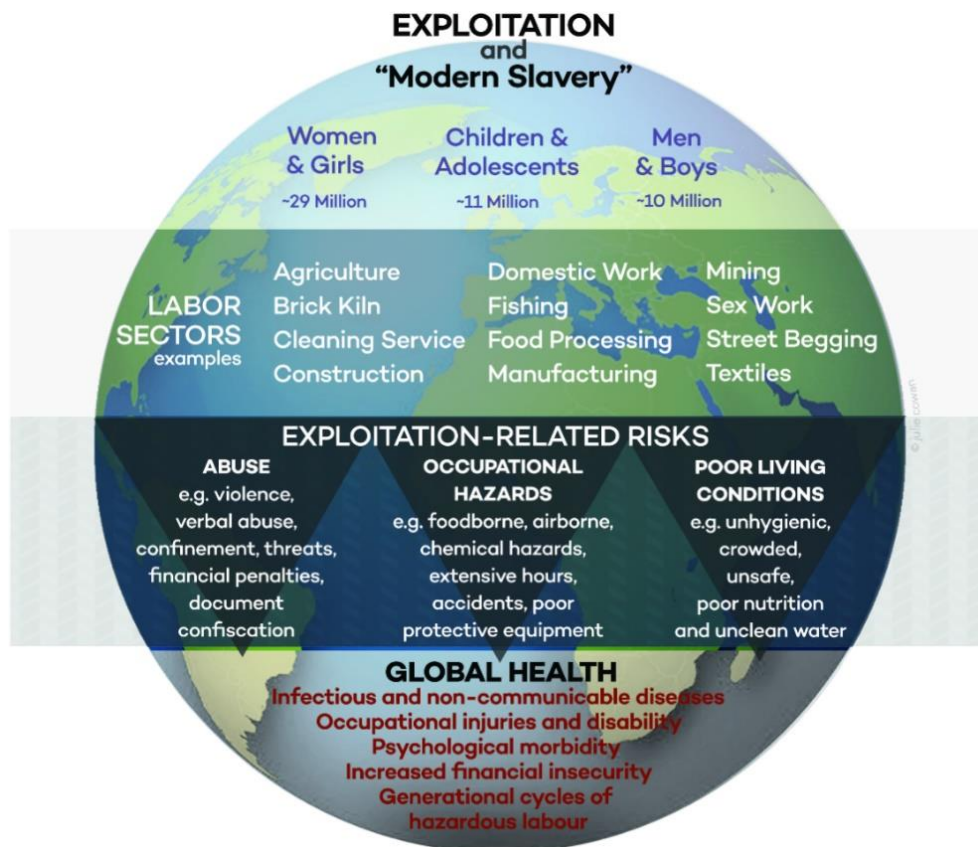 EXPLOITATION
and
“Modern Slavery”
Women
& Girls
~29 Million
Children &
Adolescents
~11 Million
Men
& Boys
~10 Million
LABOR
SECTORS
examples
Agriculture
Brick Kiln
Cleaning Service
Construction
Domestic Work
Fishing
Food Processing
Manufacturing
Mining
Sex Work
Street Begging
Textiles
© julie cowan
EXPLOITATION-RELATED RISKS
ABUSE
e.g. violence,
verbal abuse,
confinement, threats,
financial penalties,
document
confiscation
OCCUPATIONAL
HAZARDS
e.g. foodborne, airborne,
chemical hazards,
extensive hours,
accidents, poor
protective equipment
POOR LIVING
CONDITIONS
e.g. unhygienic,
crowded,
unsafe,
poor nutrition
and unclean water
GLOBAL HEALTH
Infectious and non-communicable diseases
Occupational injuries and disability
Psychological morbidity
Increased financial insecurity
Generational cycles of
hazardous labour